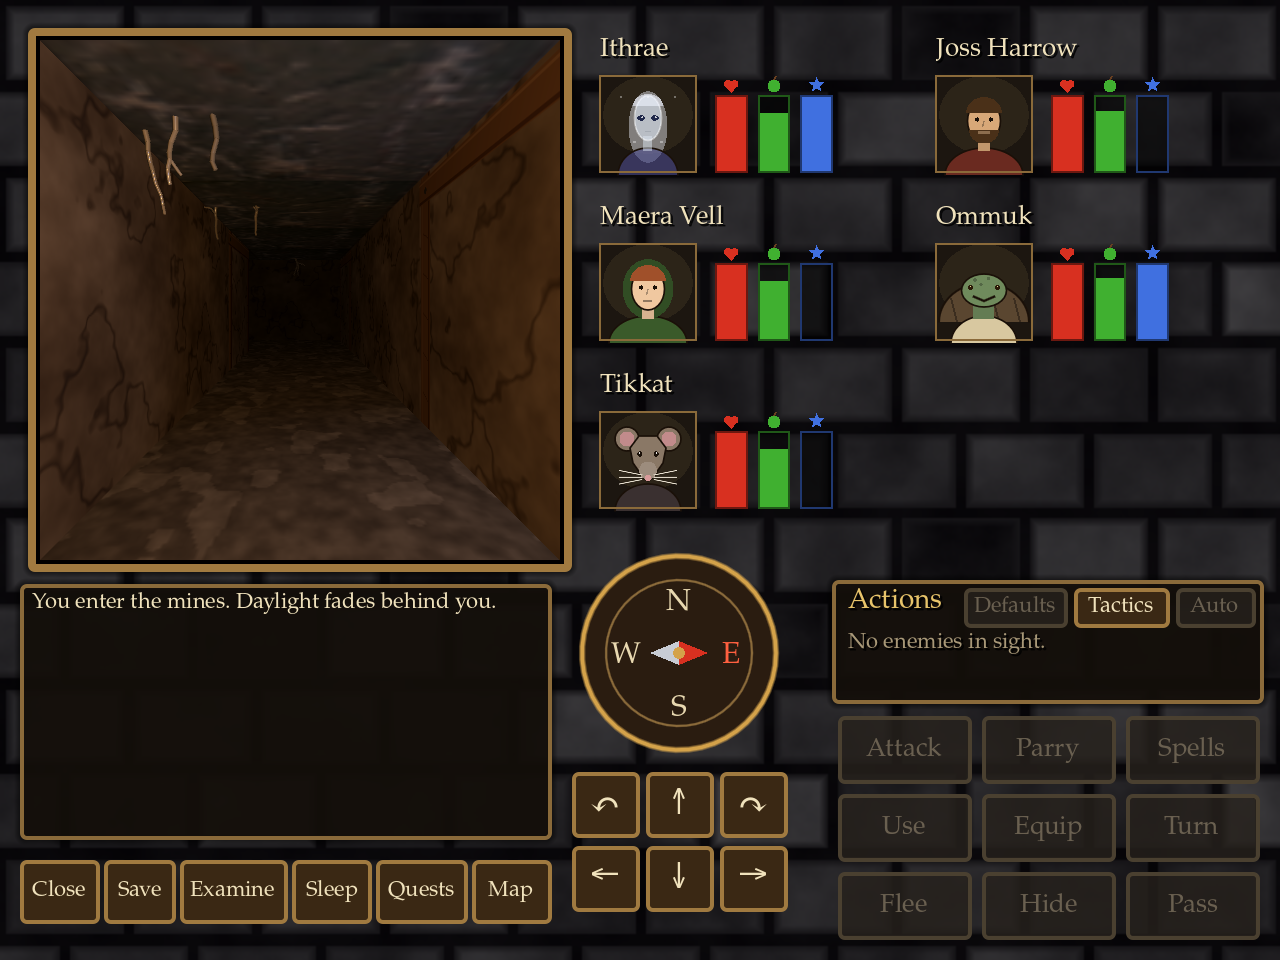 Ithrae
Joss Harrow
Maera Vell
Ommuk
Tikkat
You enter the mines. Daylight fades behind you.
N
W E
S
Actions Defaults Tactics Auto
No enemies in sight.
Attack Parry Spells
Use Equip Turn
Flee Hide Pass
Close Save Examine Sleep Quests Map